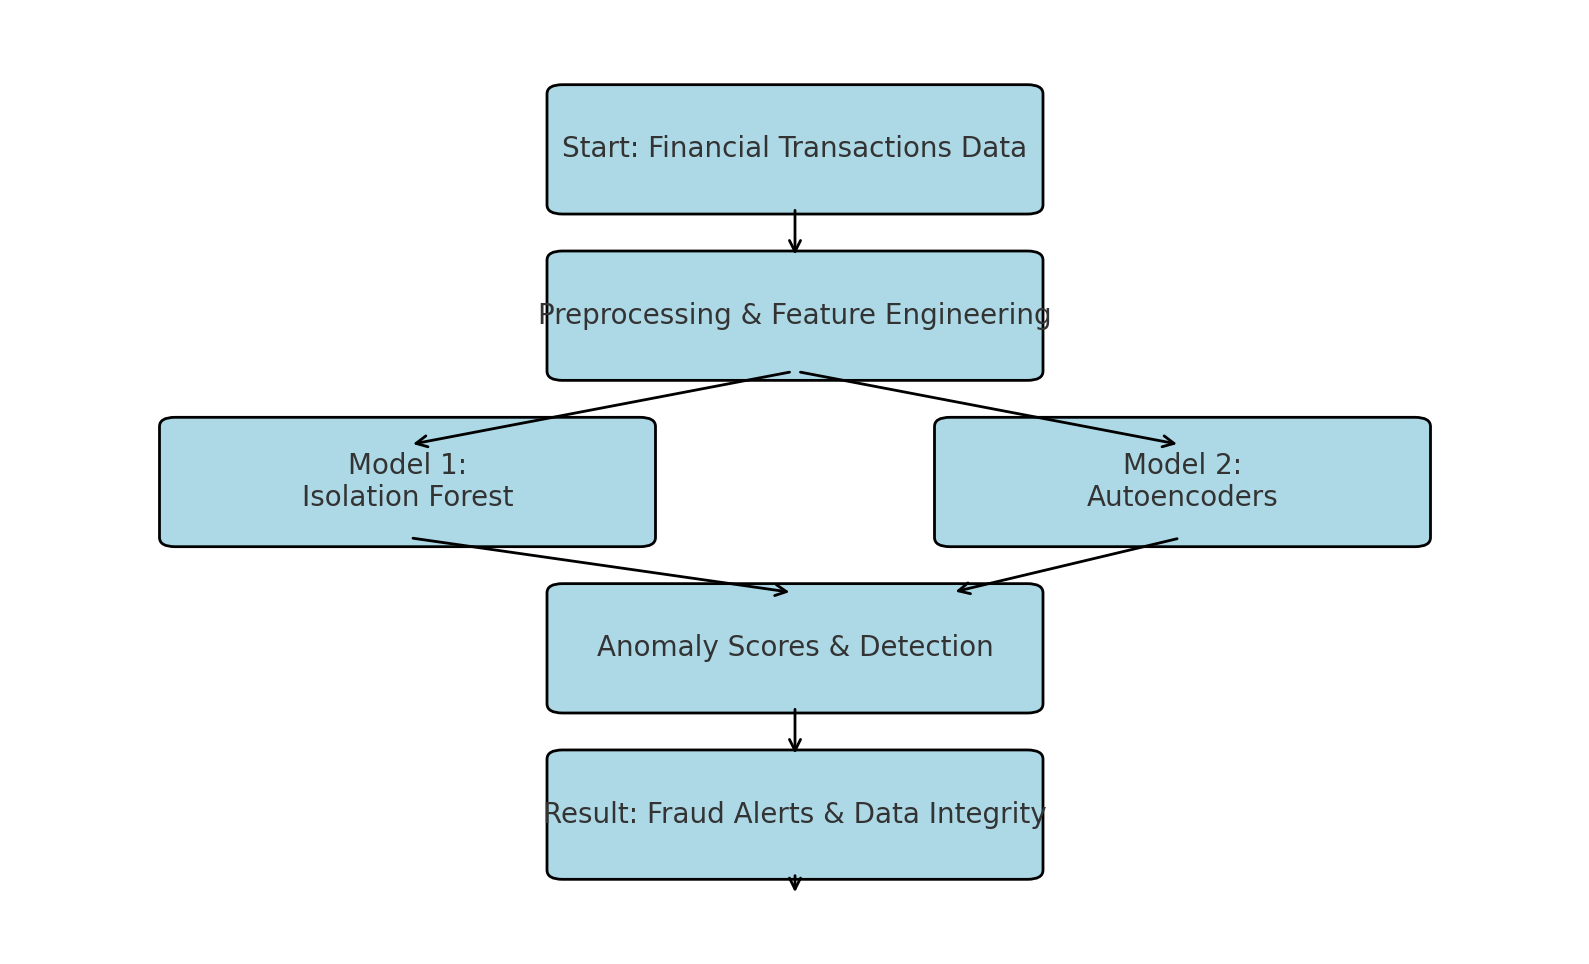 Start: Financial Transactions Data
Preprocessing & Feature Engineering
Model 1:
Isolation Forest
Model 2:
Autoencoders
Anomaly Scores & Detection
Result: Fraud Alerts & Data Integrity